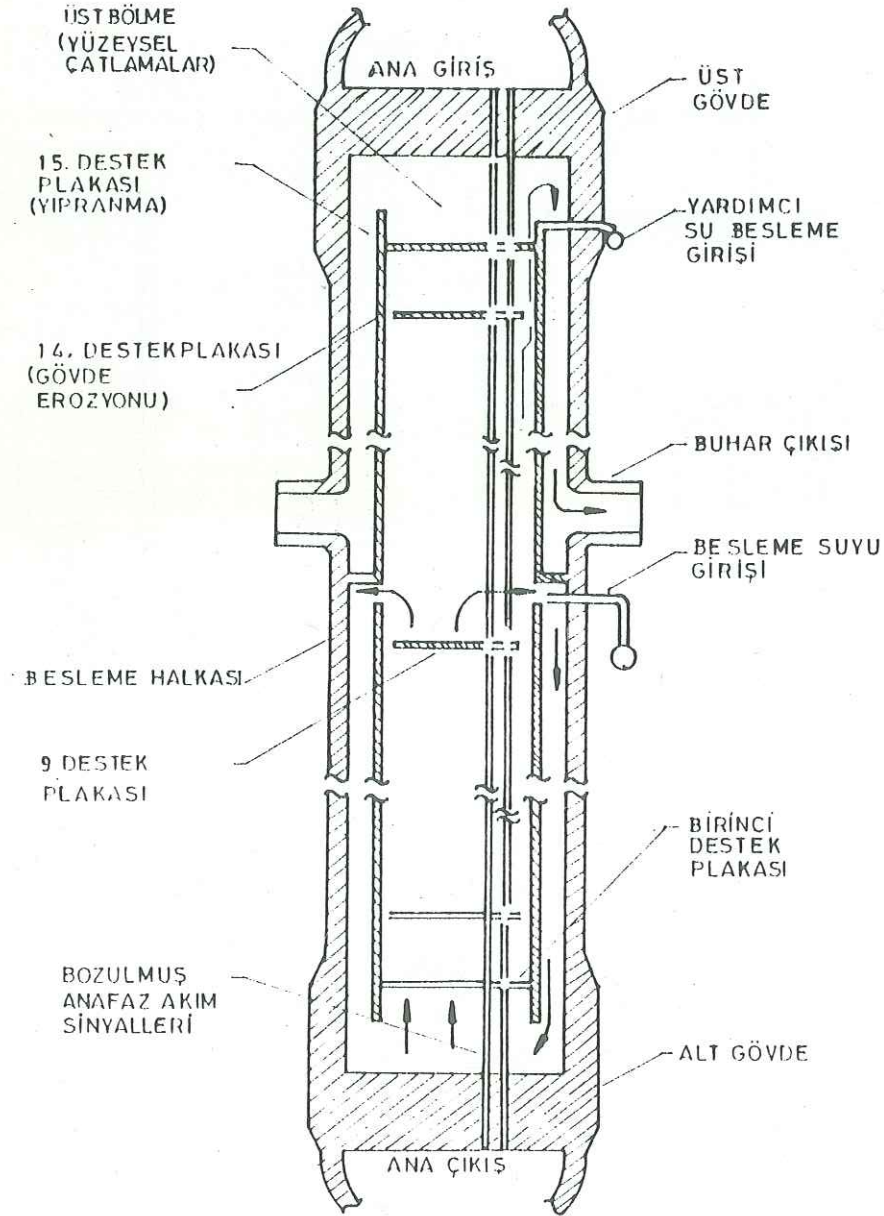 ÜST BÖLME
(YÜZEYSEL
ÇATLAMALAR)
ANA GİRİŞ
ÜST
GÖVDE
15. DESTEK
PLAKASI
(YIPRANMA)
YARDIMCI
SU BESLEME
GİRİŞİ
14. DESTEKPLAKASI
(GÖVDE
EROZYONU)
BUHAR ÇIKIŞI
BESLEME SUYU
GİRİŞİ
BESLEME HALKASI
9 DESTEK
PLAKASI
BİRİNCİ
DESTEK
PLAKASI
BOZULMUŞ
ANAFAZ AKIM
SİNYALLERİ
ALT GÖVDE
ANA ÇIKIŞ